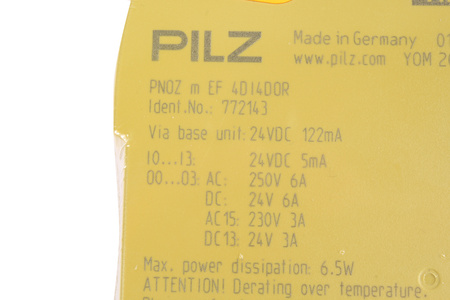 PILZ
Made in Germany
www.pilz.com YOM
PNOZ m EF 4DI4DOR
Ident.No.: 772143
Via base unit: 24VDC 122mA
I0...I3: 24VDC 5mA
O0...O3: AC: 250V 6A
DC: 24V 6A
AC15: 230V 3A
DC13: 24V 3A
Max. power dissipation: 6.5W
ATTENTION! Derating over temperature.